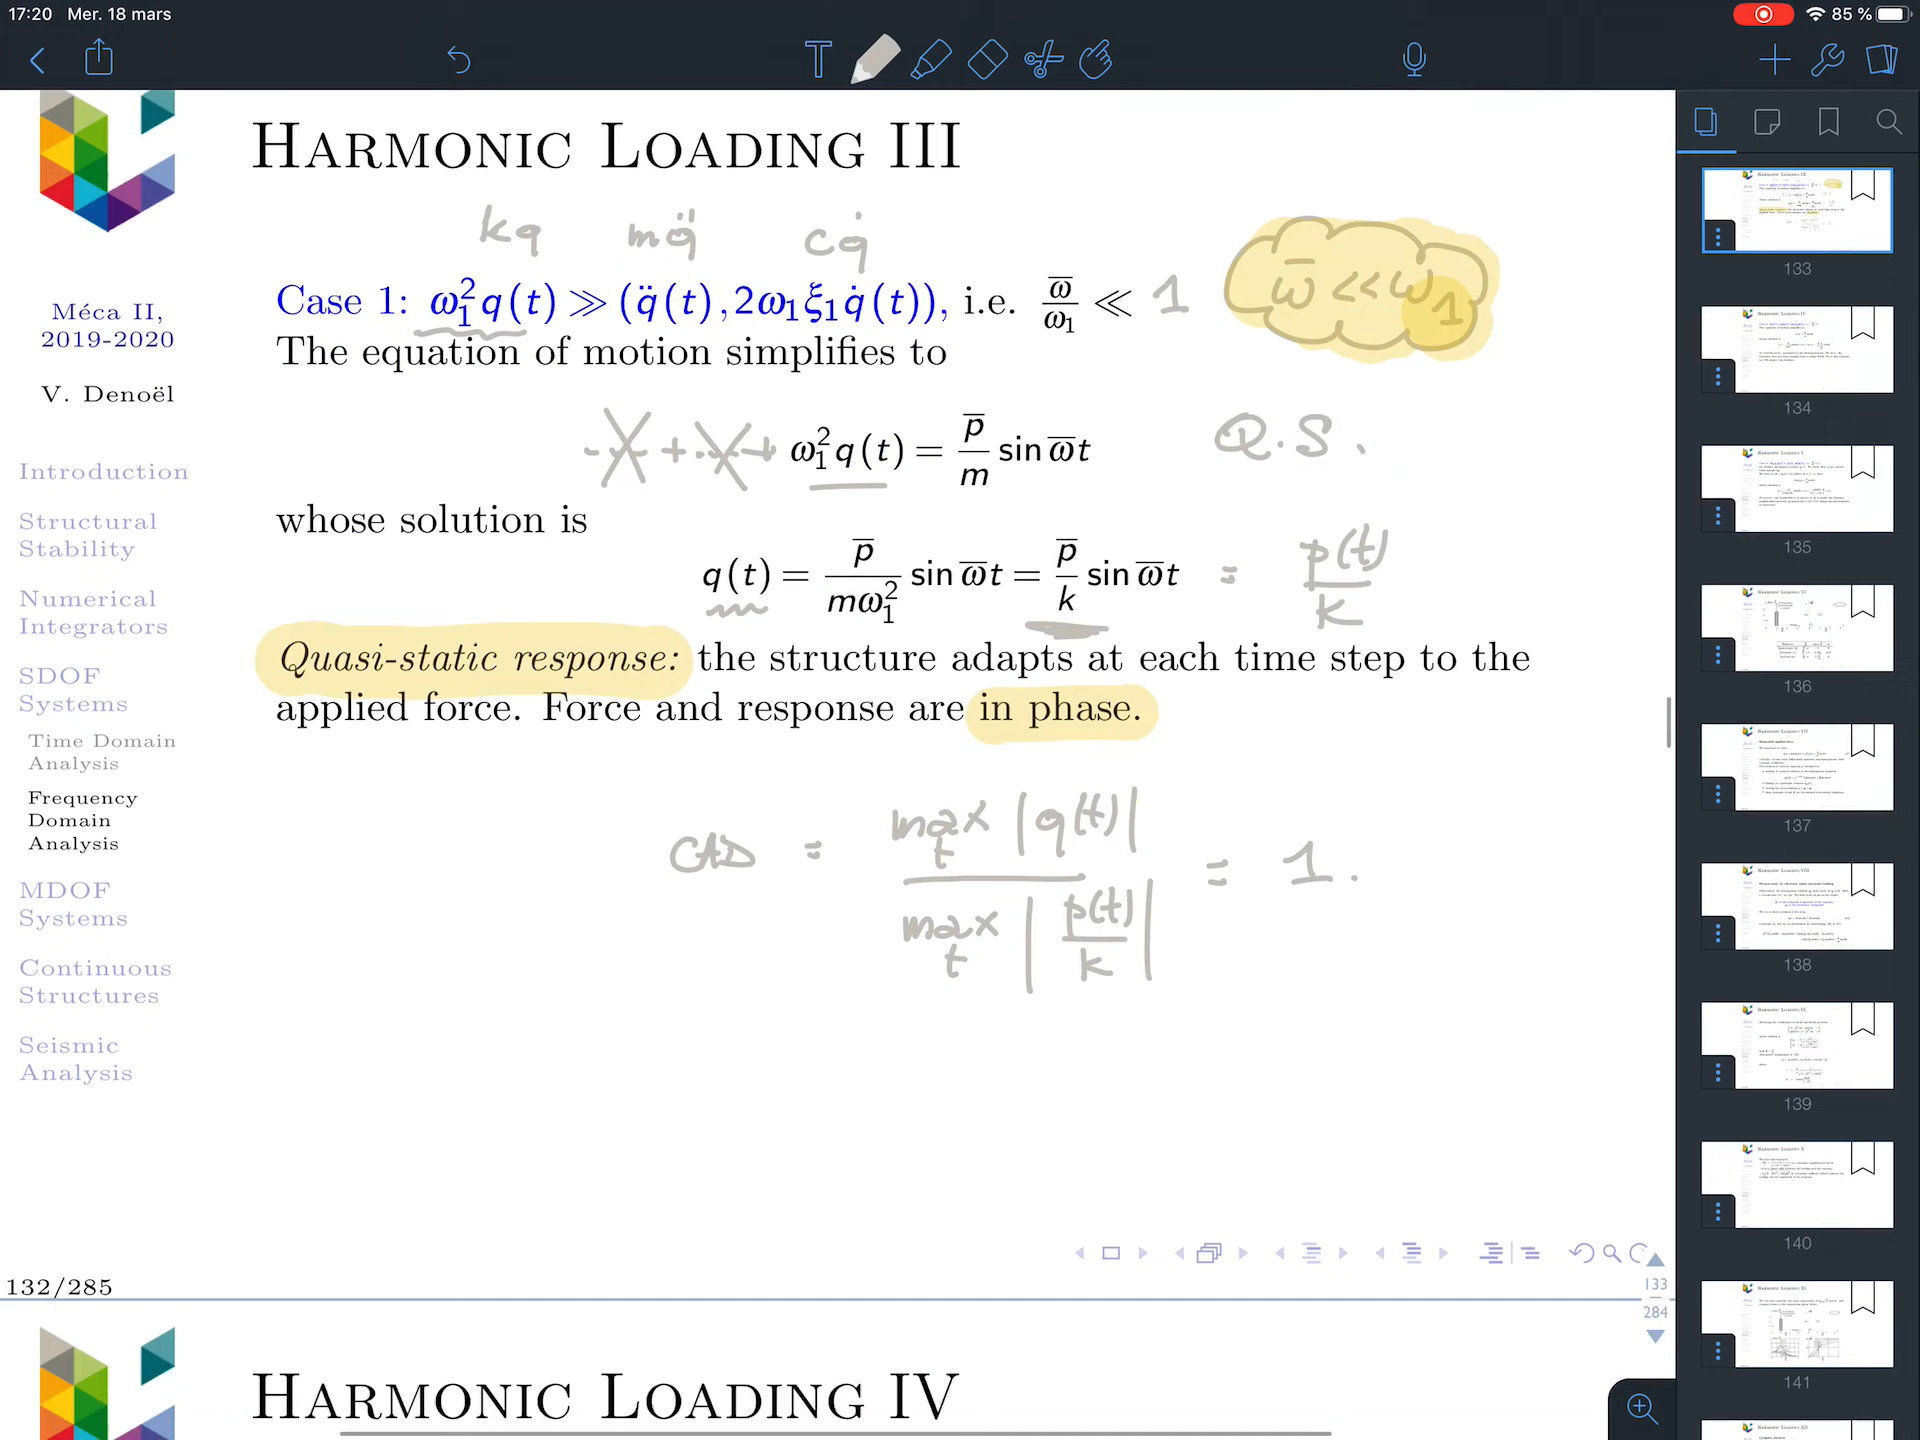 17:20 Mer. 18 mars
85 %
HARMONIC LOADING III
kq mq̈ cq̇
Case 1: ω₁²q(t) ≫ (q̈(t), 2ω₁ξ₁q̇(t)), i.e. ω̅/ω₁ ≪ 1
ω̅ << ω₁
The equation of motion simplifies to
ω₁²q(t) = p̅/m sin ω̅t
Q.S.
whose solution is
q(t) = p̅/(mω₁²) sin ω̅t = p̅/k sin ω̅t = p(t)/k
Quasi-static response: the structure adapts at each time step to the
applied force. Force and response are in phase.
CAD = max t |q(t)| / max t |p(t)/k| = 1.
Méca II,
2019-2020
V. Denoël
Introduction
Structural
Stability
Numerical
Integrators
SDOF
Systems
Time Domain
Analysis
Frequency
Domain
Analysis
MDOF
Systems
Continuous
Structures
Seismic
Analysis
132/285
133
284
HARMONIC LOADING IV
133
134
135
136
137
138
139
140
141